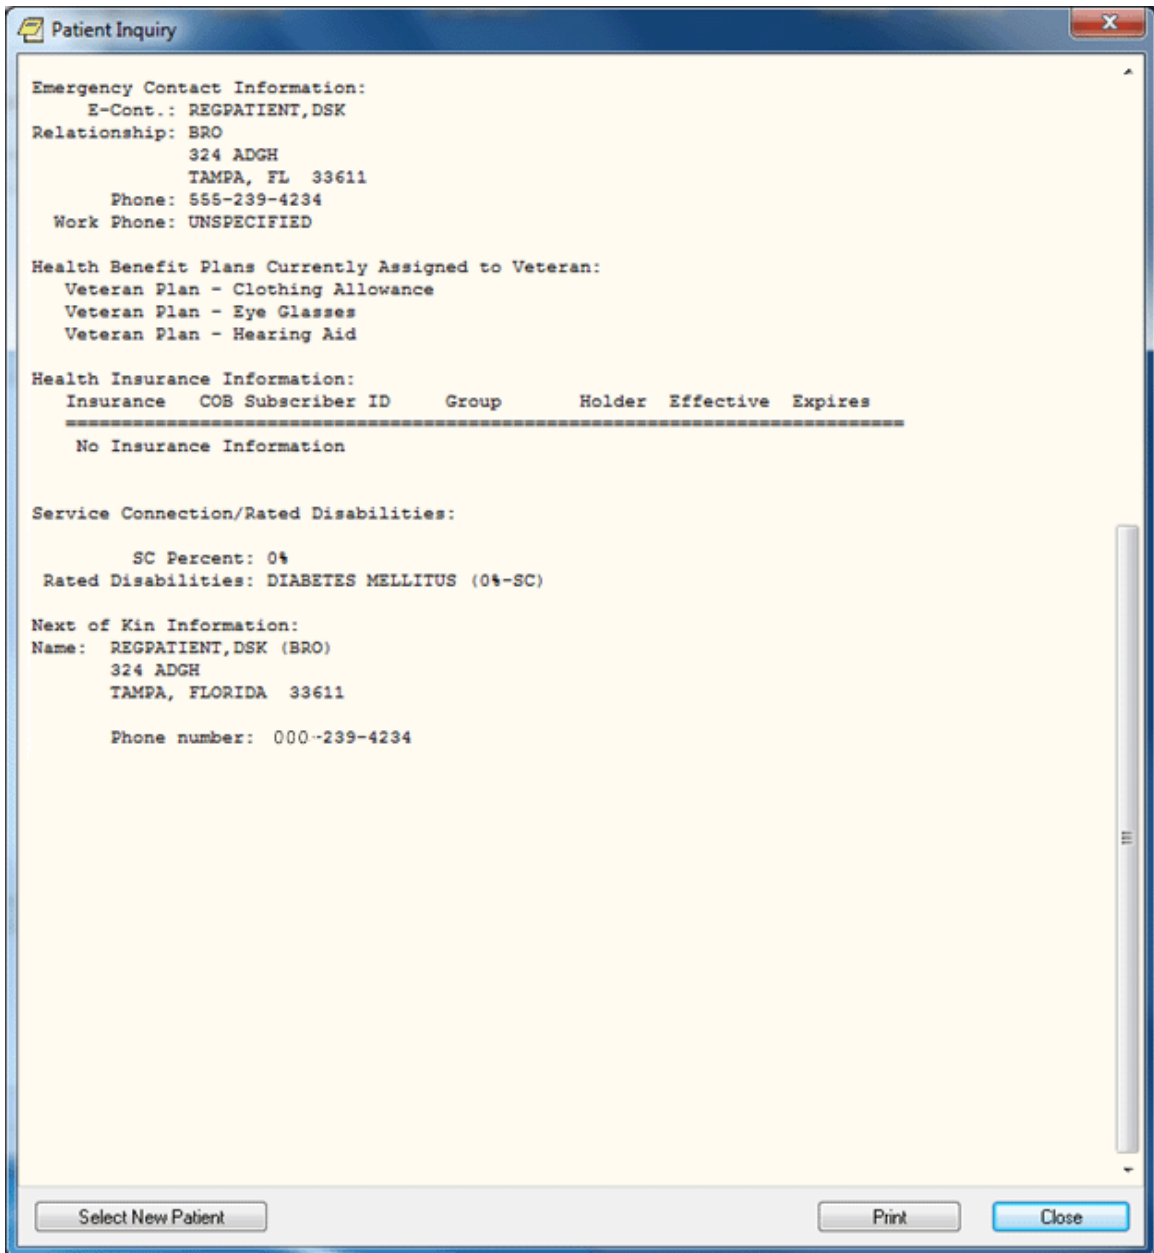 Patient Inquiry
Emergency Contact Information:
E-Cont.: REGPATIENT,DSK
Relationship: BRO
324 ADGH
TAMPA, FL  33611
Phone: 555-239-4234
Work Phone: UNSPECIFIED
Health Benefit Plans Currently Assigned to Veteran:
Veteran Plan - Clothing Allowance
Veteran Plan - Eye Glasses
Veteran Plan - Hearing Aid
Health Insurance Information:
Insurance   COB Subscriber ID     Group       Holder  Effective  Expires
===========================================================================
No Insurance Information
Service Connection/Rated Disabilities:
SC Percent: 0%
Rated Disabilities: DIABETES MELLITUS (0%-SC)
Next of Kin Information:
Name:  REGPATIENT,DSK (BRO)
324 ADGH
TAMPA, FLORIDA  33611
Phone number:  000--239-4234
Select New Patient   Print   Close